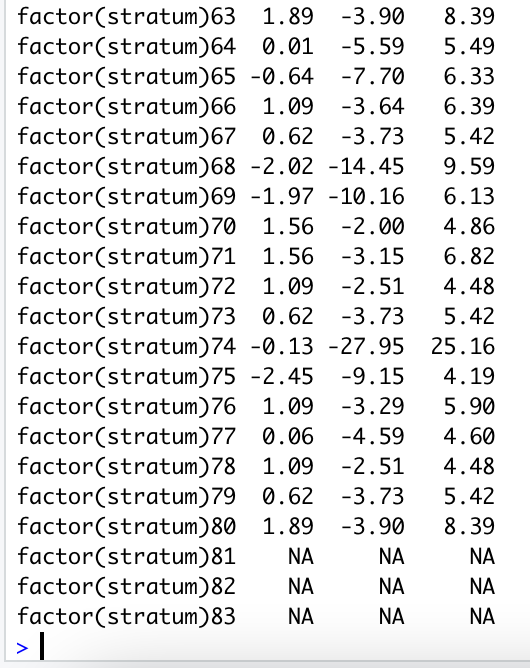 factor(stratum)63 1.89 -3.90 8.39
factor(stratum)64 0.01 -5.59 5.49
factor(stratum)65 -0.64 -7.70 6.33
factor(stratum)66 1.09 -3.64 6.39
factor(stratum)67 0.62 -3.73 5.42
factor(stratum)68 -2.02 -14.45 9.59
factor(stratum)69 -1.97 -10.16 6.13
factor(stratum)70 1.56 -2.00 4.86
factor(stratum)71 1.56 -3.15 6.82
factor(stratum)72 1.09 -2.51 4.48
factor(stratum)73 0.62 -3.73 5.42
factor(stratum)74 -0.13 -27.95 25.16
factor(stratum)75 -2.45 -9.15 4.19
factor(stratum)76 1.09 -3.29 5.90
factor(stratum)77 0.06 -4.59 4.60
factor(stratum)78 1.09 -2.51 4.48
factor(stratum)79 0.62 -3.73 5.42
factor(stratum)80 1.89 -3.90 8.39
factor(stratum)81 NA NA NA
factor(stratum)82 NA NA NA
factor(stratum)83 NA NA NA
>